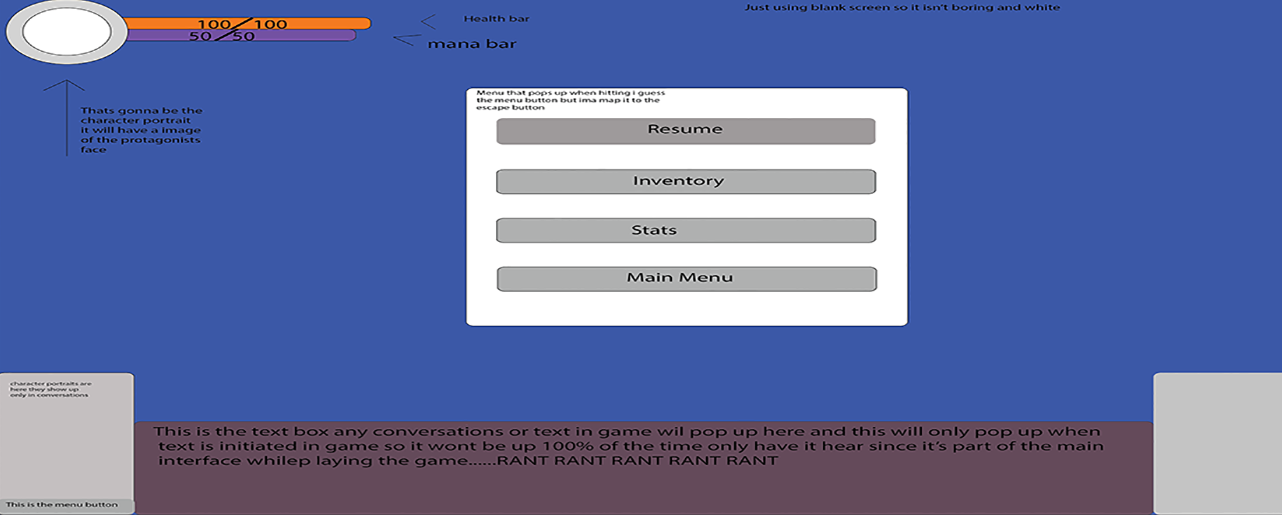 Just using blank screen so it isn't boring and white
100/100
Health bar
50/50
mana bar
Thats gonna be the
character portrait
it will have a image
of the protagonists
face
Menu that pops up when hitting i guess
the menu button but ima map it to the
escape button
Resume
Inventory
Stats
Main Menu
character portraits are
here they show up
only in conversations
This is the text box any conversations or text in game wil pop up here and this will only pop up when
text is initiated in game so it wont be up 100% of the time only have it hear since it's part of the main
interface whilep laying the game......RANT RANT RANT RANT RANT
This is the menu button